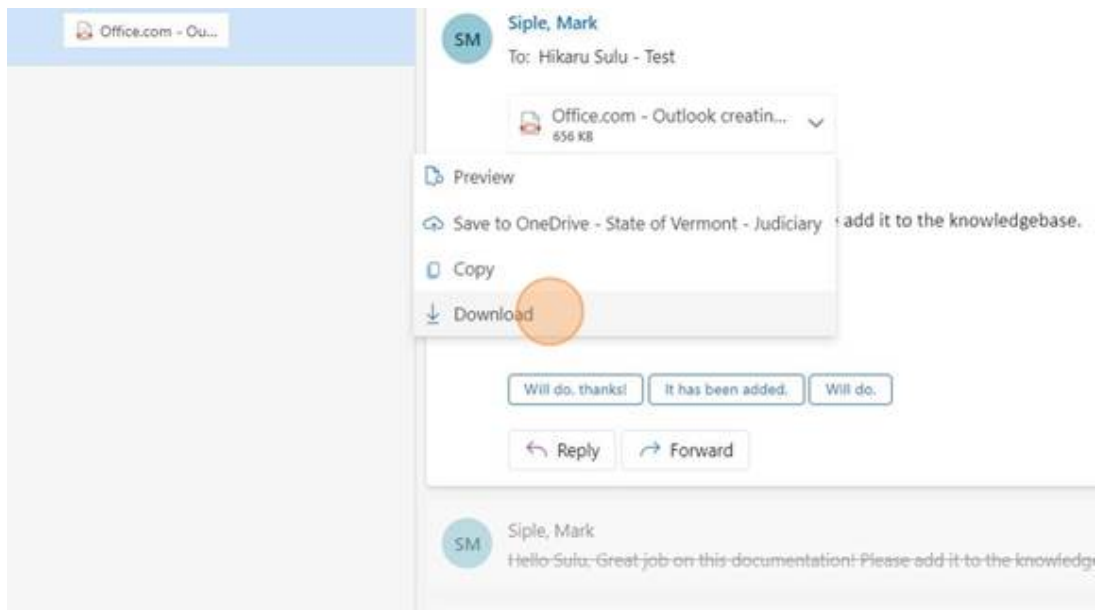 Office.com - Ou...
SM
Siple, Mark
To: Hikaru Sulu - Test
Office.com - Outlook creatin...
656 KB
Preview
Save to OneDrive - State of Vermont - Judiciary
add it to the knowledgebase.
Copy
Download
Will do, thanks! It has been added. Will do.
Reply Forward
SM
Siple, Mark
Hello Sulu, Great job on this documentation! Please add it to the knowledg